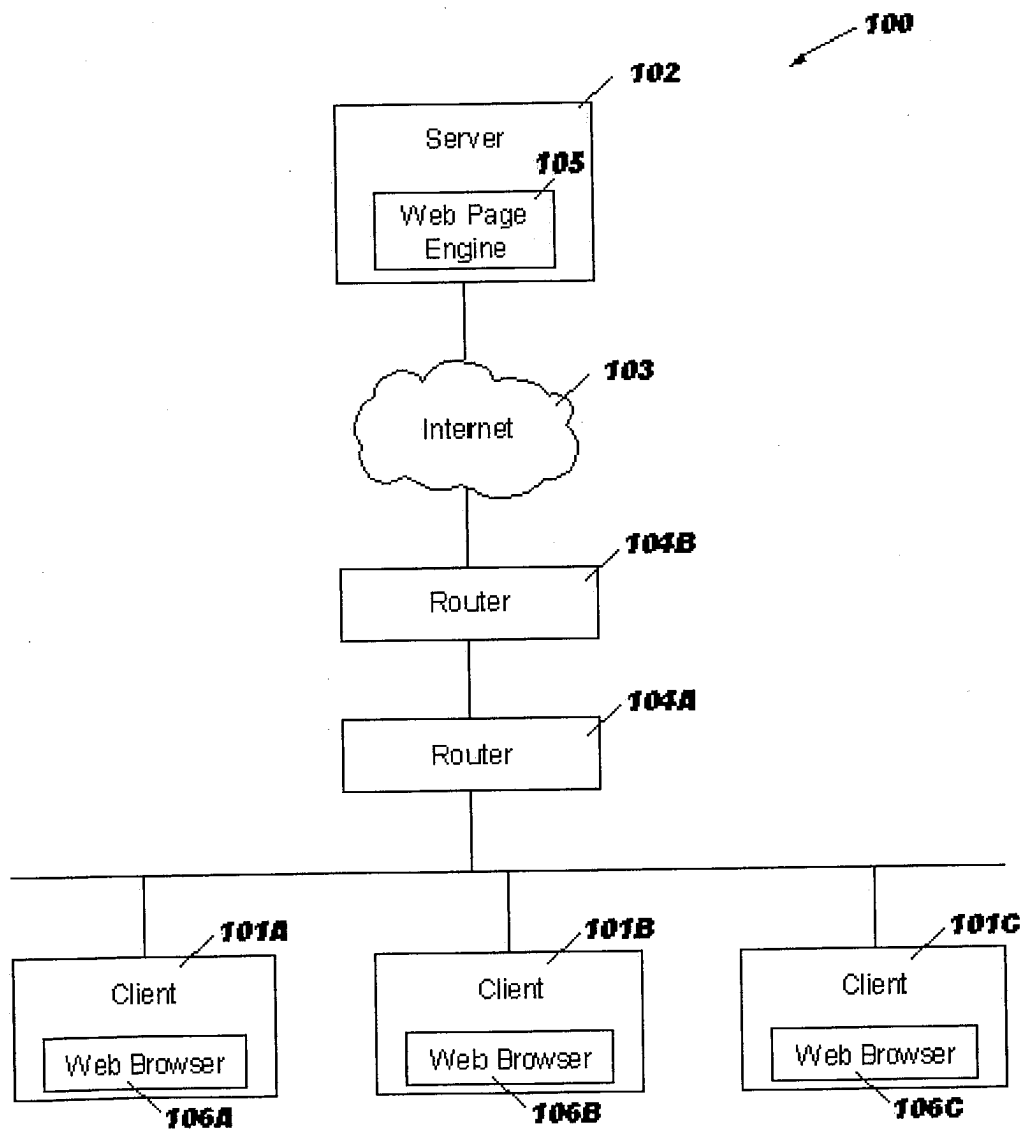 100
102
Server
105
Web Page
Engine
103
Internet
104B
Router
104A
Router
101A
101B
101C
Client
Client
Client
Web Browser
Web Browser
Web Browser
106A
106B
106C